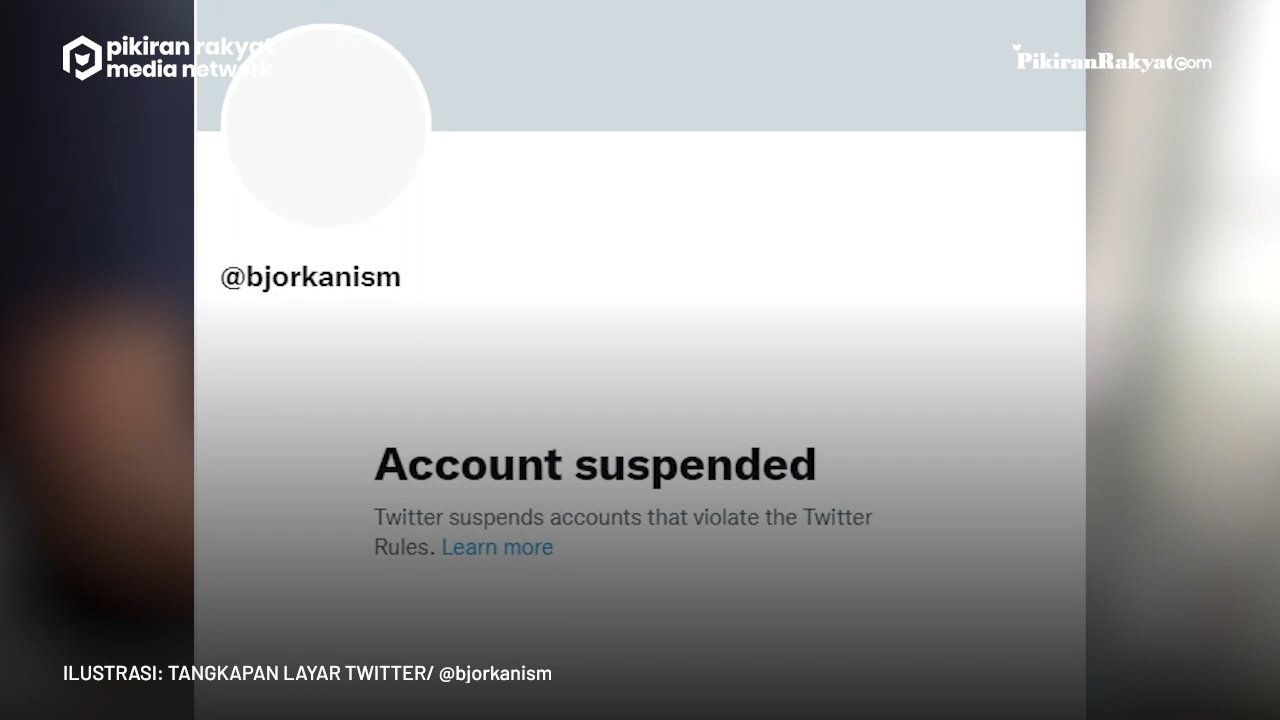 pikiran rakyat
media network
PikiranRakyat.com
@bjorkanism
Account suspended
Twitter suspends accounts that violate the Twitter
Rules. Learn more
ILUSTRASI: TANGKAPAN LAYAR TWITTER/ @bjorkanism